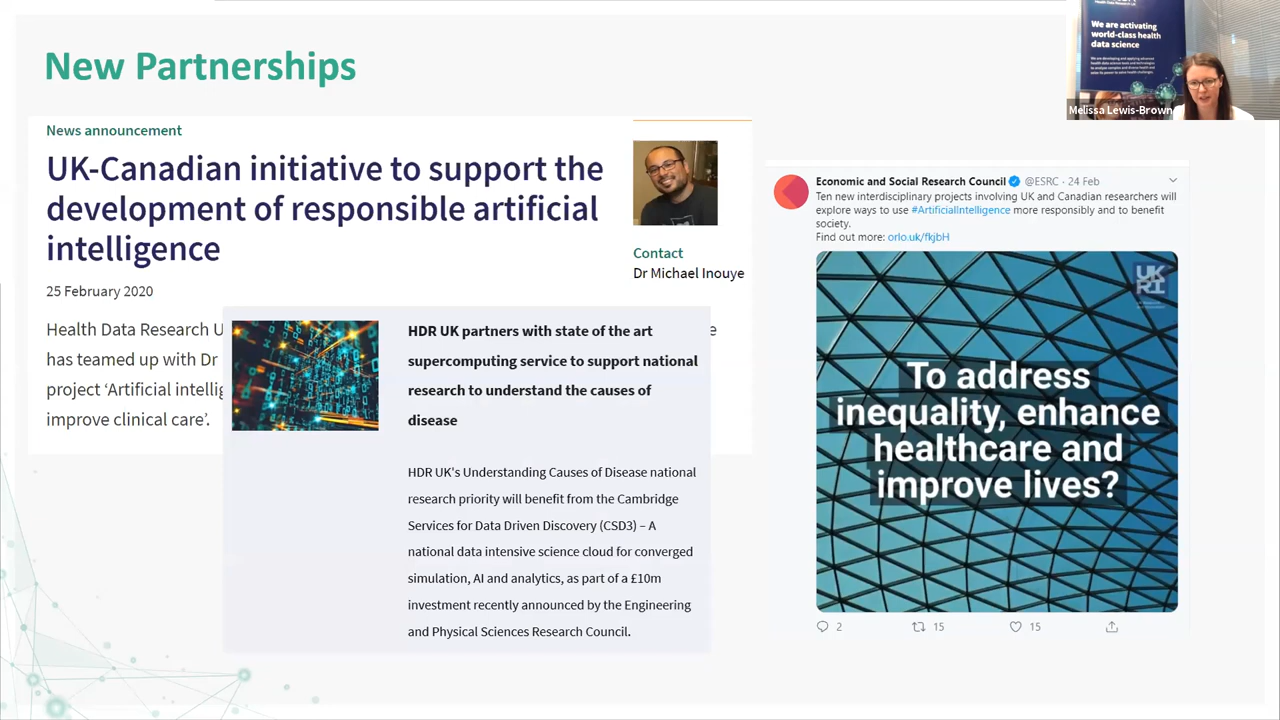 New Partnerships
News announcement
UK-Canadian initiative to support the
development of responsible artificial
intelligence
25 February 2020
Health Data Research U
has teamed up with Dr
project ‘Artificial intellig
improve clinical care’.
e
Contact
Dr Michael Inouye
HDR UK partners with state of the art
supercomputing service to support national
research to understand the causes of
disease
HDR UK's Understanding Causes of Disease national
research priority will benefit from the Cambridge
Services for Data Driven Discovery (CSD3) – A
national data intensive science cloud for converged
simulation, AI and analytics, as part of a £10m
investment recently announced by the Engineering
and Physical Sciences Research Council.
Economic and Social Research Council @ESRC · 24 Feb
Ten new interdisciplinary projects involving UK and Canadian researchers will
explore ways to use #ArtificialIntelligence more responsibly and to benefit
society.
Find out more: orlo.uk/fkjbH
UK
RI
To address
inequality, enhance
healthcare and
improve lives?
2 15 15
Health Data Research UK
We are activating
world-class health
data science
Melissa Lewis-Brown